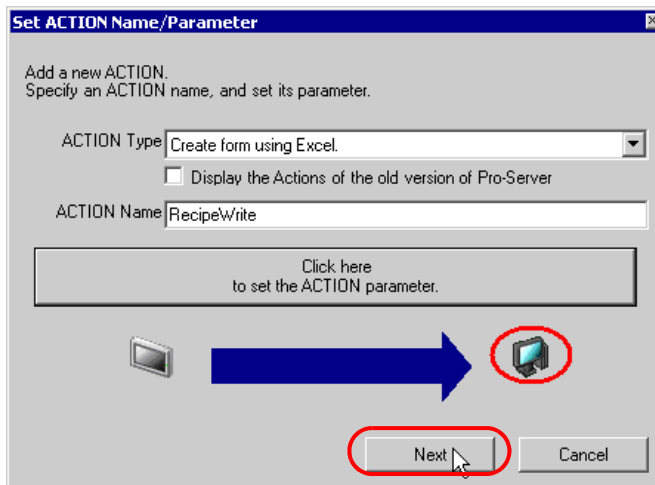 Set ACTION Name/Parameter
Add a new ACTION.
Specify an ACTION name, and set its parameter.
ACTION Type Create form using Excel.
Display the Actions of the old version of Pro-Server
ACTION Name RecipeWrite
Click here
to set the ACTION parameter.
Next Cancel